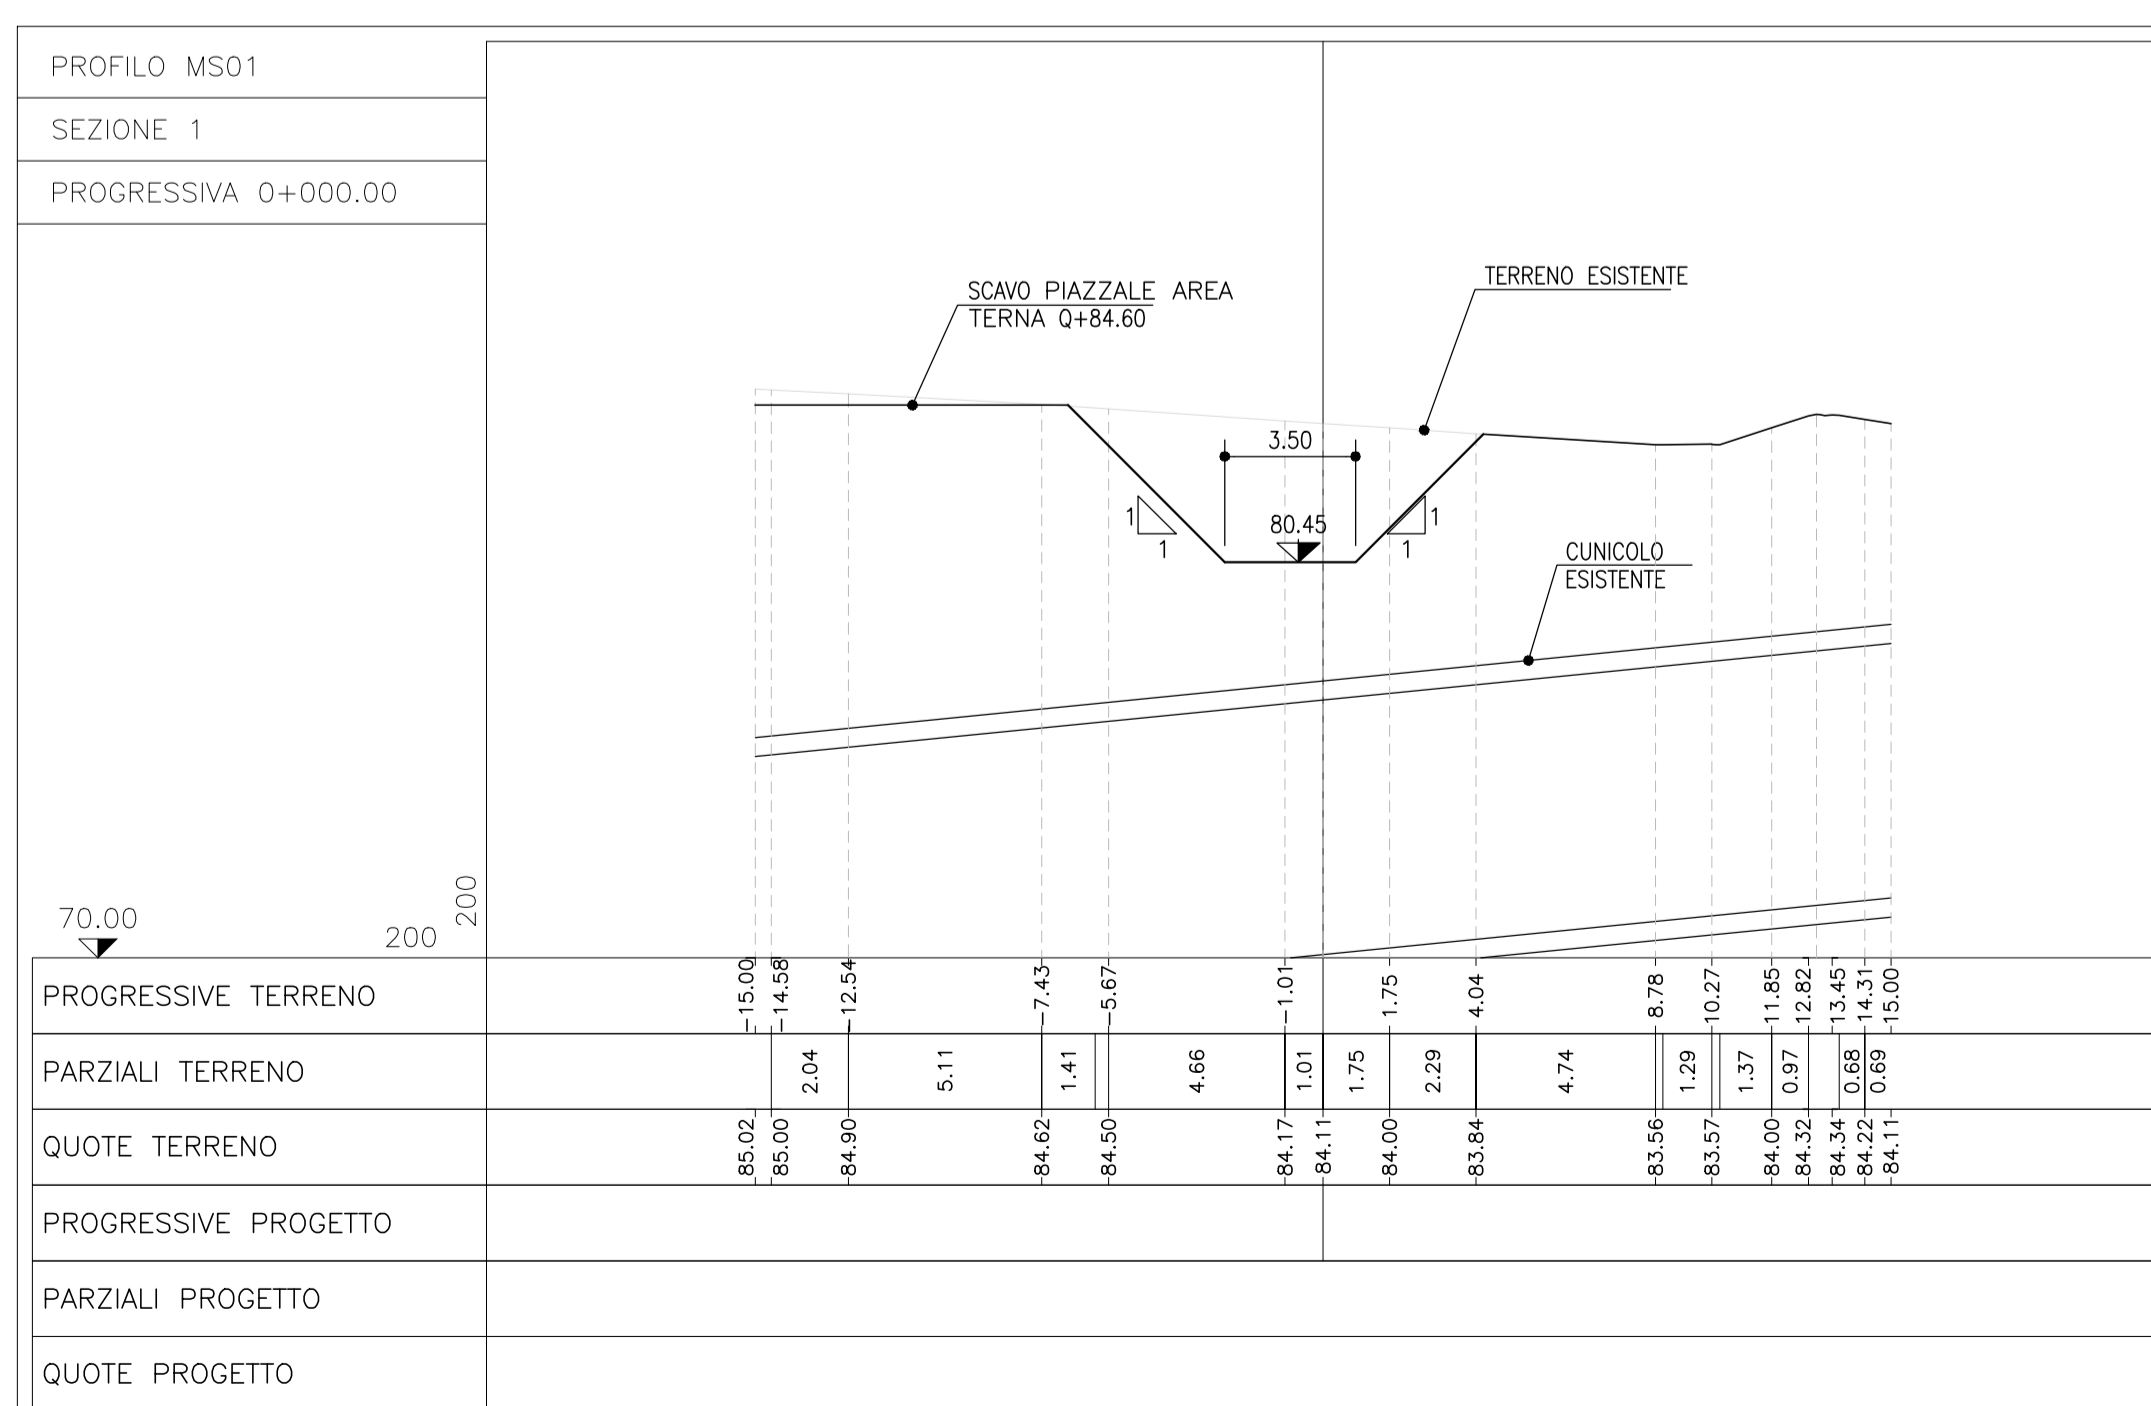 PROFILO MS01
SEZIONE 1
PROGRESSIVA 0+000.00
SCAVO PIAZZALE AREA
TERNA Q+84.60
TERRENO ESISTENTE
3.50
80.45
1
1
1
1
CUNICOLO
ESISTENTE
70.00
200
200
PROGRESSIVE TERRENO
-15.00 -14.58 -12.54 -7.43 -5.67 -1.01 1.75 4.04 8.78 10.27 11.85 12.82 13.45 14.31 15.00
PARZIALI TERRENO
2.04 5.11 1.41 4.66 1.01 1.75 2.29 4.74 1.29 1.37 0.97 0.68 0.69
QUOTE TERRENO
85.02 85.00 84.90 84.62 84.50 84.17 84.11 84.00 83.84 83.56 83.57 84.00 84.32 84.34 84.22 84.11
PROGRESSIVE PROGETTO
PARZIALI PROGETTO
QUOTE PROGETTO